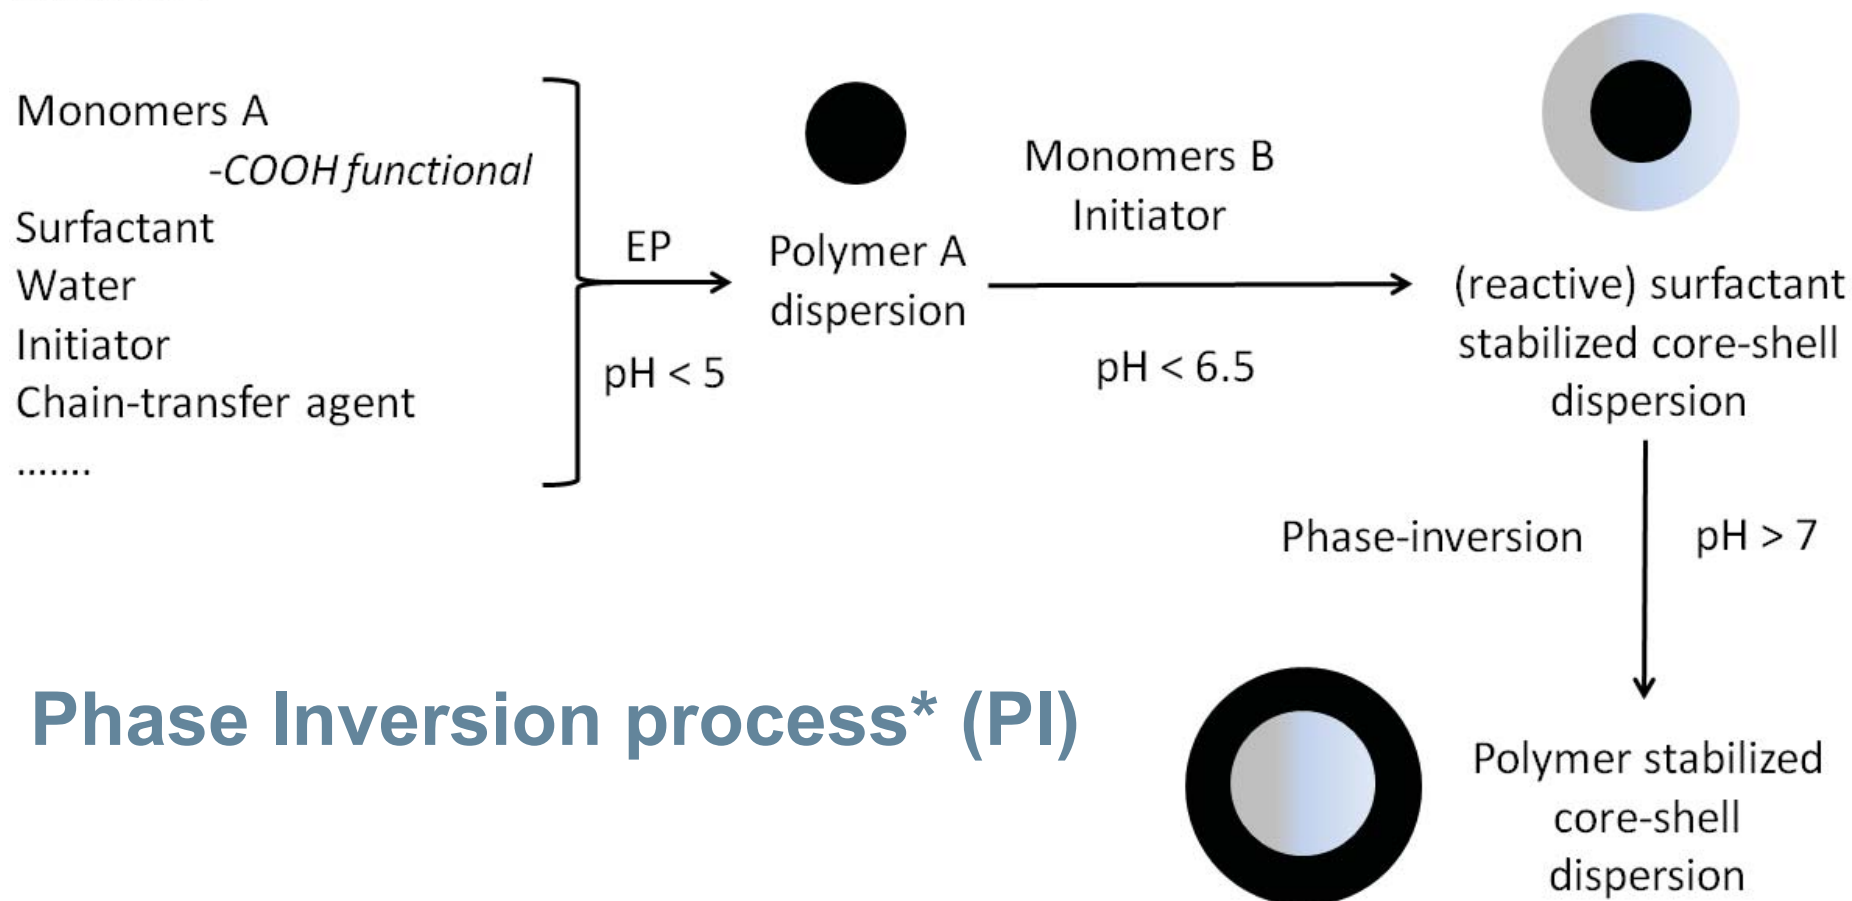 Monomers A
-COOH functional
Surfactant
Water
Initiator
Chain-transfer agent
.......
EP
pH < 5
Polymer A
dispersion
Monomers B
Initiator
pH < 6.5
(reactive) surfactant
stabilized core-shell
dispersion
Phase-inversion
pH > 7
Phase Inversion process* (PI)
Polymer stabilized
core-shell
dispersion